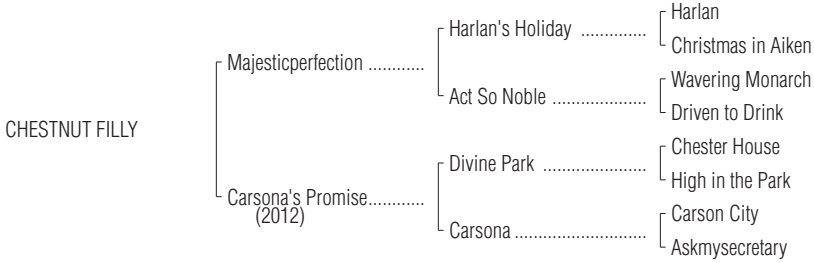 Harlan
Harlan's Holiday ..............
Christmas in Aiken
Majesticperfection ............
Wavering Monarch
Act So Noble ....................
Driven to Drink
CHESTNUT FILLY
Chester House
Divine Park ......................
High in the Park
Carsona's Promise............
(2012)
Carson City
Carsona ............................
Askmysecretary